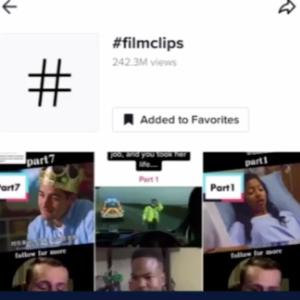 #filmclips
242.3M views
Added to Favorites
part7
Part7
follow for more
job, and you took her
life....
Part 1
part1
Part1
follow for more